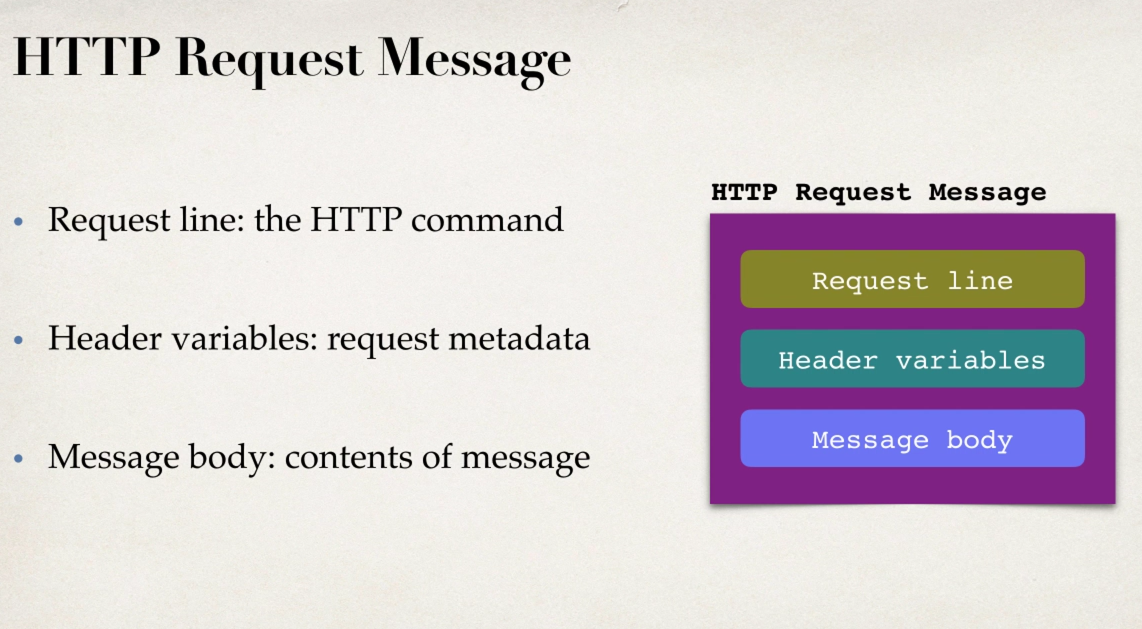 HTTP Request Message
Request line: the HTTP command
Header variables: request metadata
Message body: contents of message
HTTP Request Message
Request line
Header variables
Message body